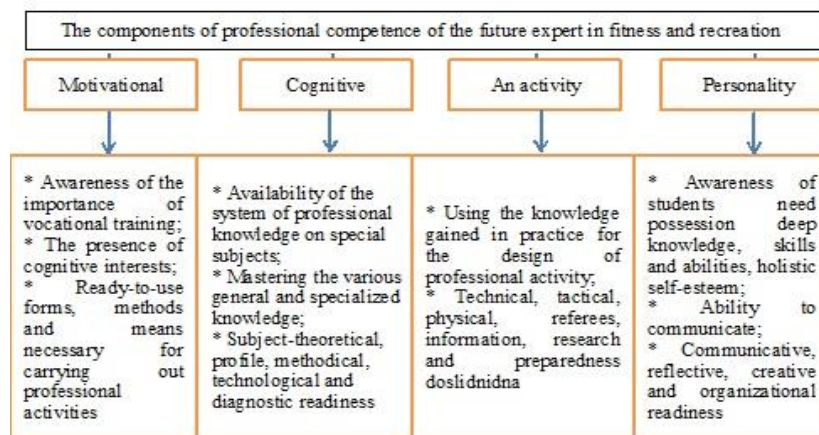 The components of professional competence of the future expert in fitness and recreation
Motivational
Cognitive
An activity
Personality
* Awareness of the
importance of
vocational training;
* The presence of
cognitive interests;
* Ready-to-use
forms, methods
and means
necessary for
carrying out
professional
activities
* Availability of the
system of professional
knowledge on special
subjects;
* Mastering the various
general and specialized
knowledge;
* Subject-theoretical,
profile, methodical,
technological and
diagnostic readiness
* Using the knowledge
gained in practice for
the design of
professional activity;
* Technical, tactical,
physical, referees,
information, research
and preparedness
doslidnidna
* Awareness of
students need
possession deep
knowledge, skills
and abilities, holistic
self-esteem;
* Ability to
communicate;
* Communicative,
reflective, creative
and organizational
readiness